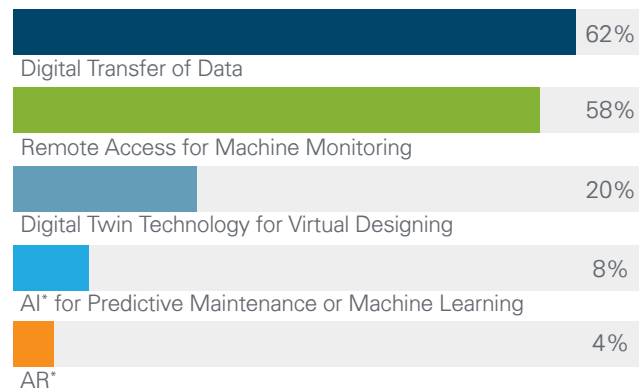 62%
Digital Transfer of Data
58%
Remote Access for Machine Monitoring
20%
Digital Twin Technology for Virtual Designing
8%
AI* for Predictive Maintenance or Machine Learning
4%
AR*